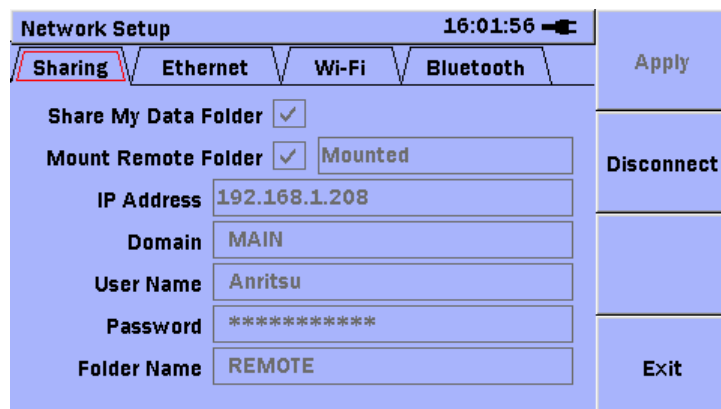 Network Setup 16:01:56
Sharing Ethernet Wi-Fi Bluetooth
Apply
Share My Data Folder
Mount Remote Folder Mounted
Disconnect
IP Address 192.168.1.208
Domain MAIN
User Name Anritsu
Password ***********
Folder Name REMOTE
Exit